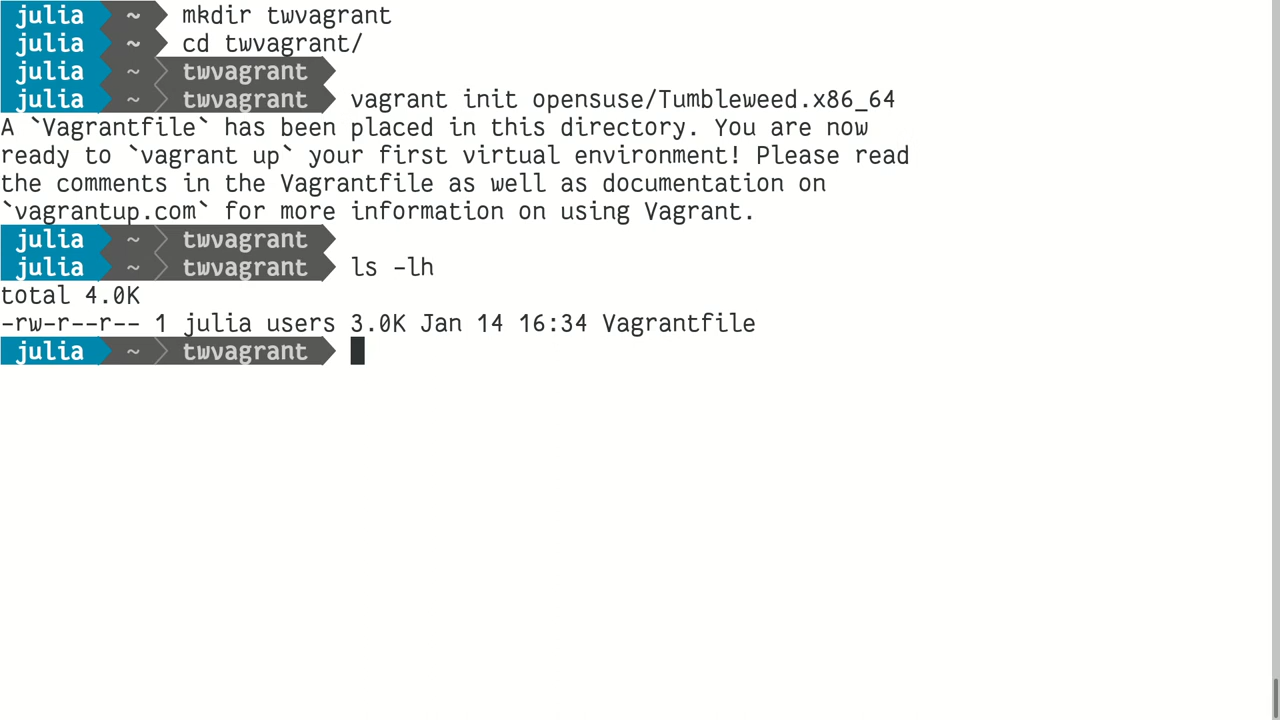 julia ~ mkdir twvagrant
julia ~ cd twvagrant/
julia ~ twvagrant
julia ~ twvagrant vagrant init opensuse/Tumbleweed.x86_64
A `Vagrantfile` has been placed in this directory. You are now
ready to `vagrant up` your first virtual environment! Please read
the comments in the Vagrantfile as well as documentation on
`vagrantup.com` for more information on using Vagrant.
julia ~ twvagrant
julia ~ twvagrant ls -lh
total 4.0K
-rw-r--r-- 1 julia users 3.0K Jan 14 16:34 Vagrantfile
julia ~ twvagrant